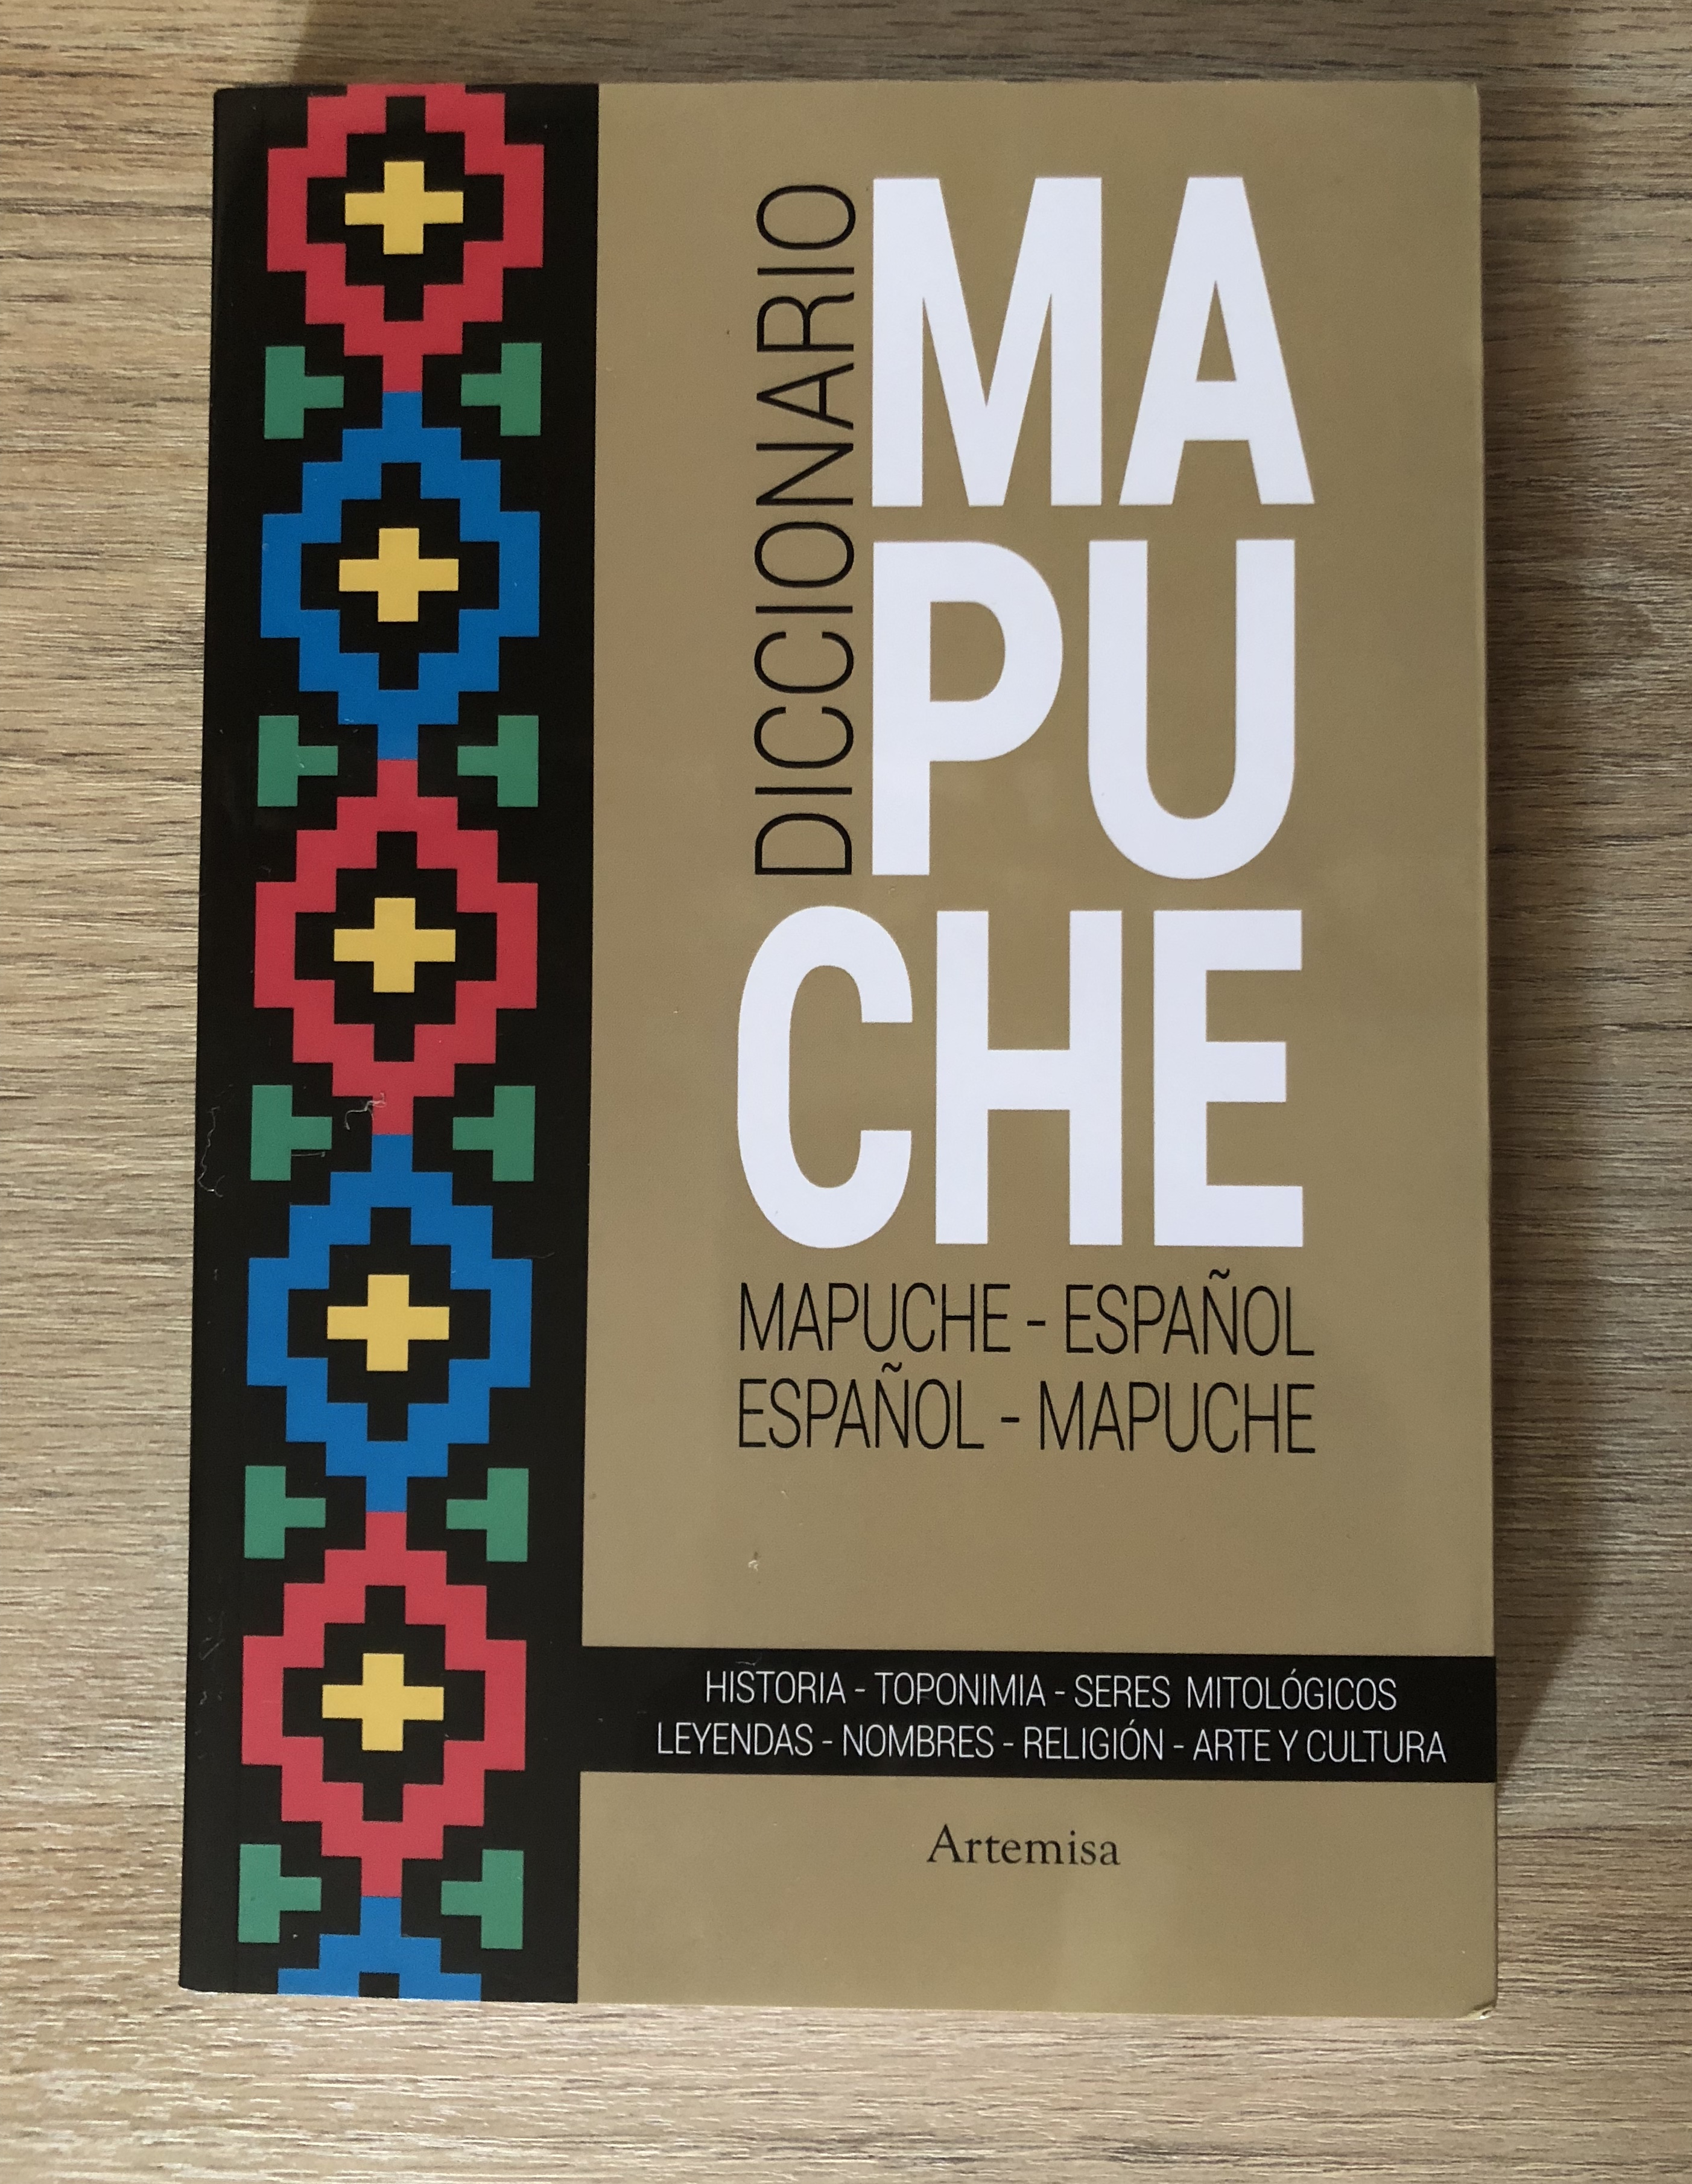 DICCIONARIO
MA
PU
CHE
MAPUCHE - ESPAÑOL
ESPAÑOL - MAPUCHE
HISTORIA - TOPONIMIA - SERES MITOLÓGICOS
LEYENDAS - NOMBRES - RELIGIÓN - ARTE Y CULTURA
Artemisa